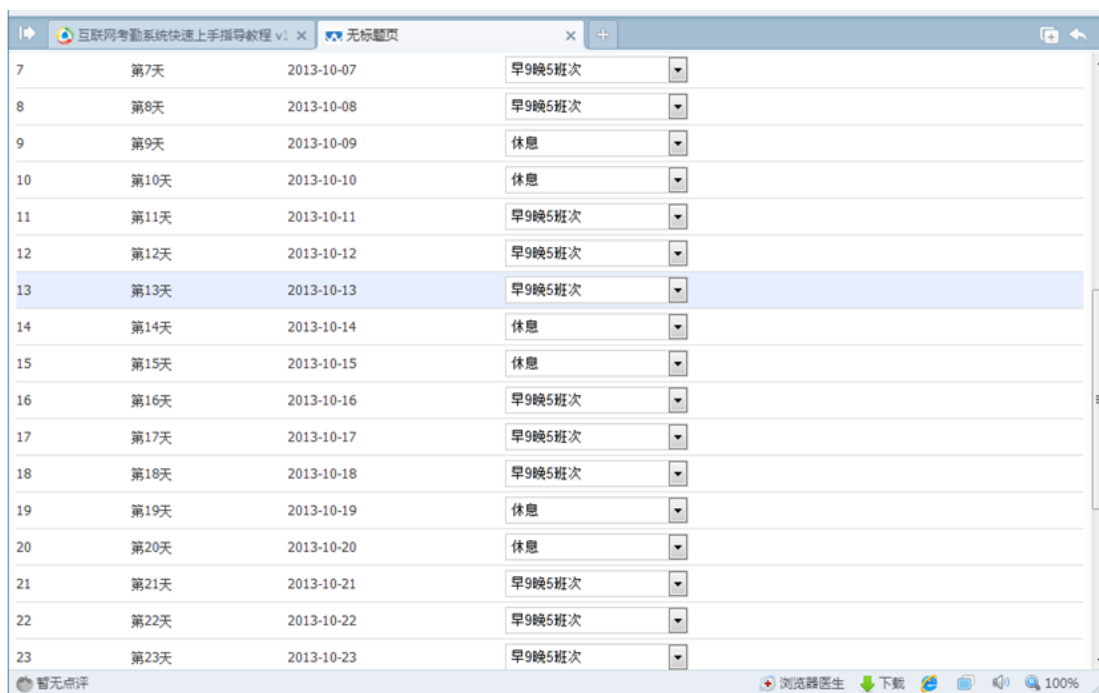 互联网考勤系统快速上手指导教程 v1 无标题页
7 第7天 2013-10-07 早9晚5班次
8 第8天 2013-10-08 早9晚5班次
9 第9天 2013-10-09 休息
10 第10天 2013-10-10 休息
11 第11天 2013-10-11 早9晚5班次
12 第12天 2013-10-12 早9晚5班次
13 第13天 2013-10-13 早9晚5班次
14 第14天 2013-10-14 休息
15 第15天 2013-10-15 休息
16 第16天 2013-10-16 早9晚5班次
17 第17天 2013-10-17 早9晚5班次
18 第18天 2013-10-18 早9晚5班次
19 第19天 2013-10-19 休息
20 第20天 2013-10-20 休息
21 第21天 2013-10-21 早9晚5班次
22 第22天 2013-10-22 早9晚5班次
23 第23天 2013-10-23 早9晚5班次
暂无点评 浏览器医生 下载 100%